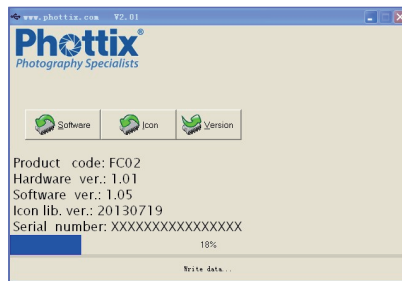 www.phottix.com V2.01
Phottix®
Photography Specialists
Software Icon Version
Product code: FC02
Hardware ver.: 1.01
Software ver.: 1.05
Icon lib. ver.: 20130719
Serial number: XXXXXXXXXXXXXXXX
18%
Write data...